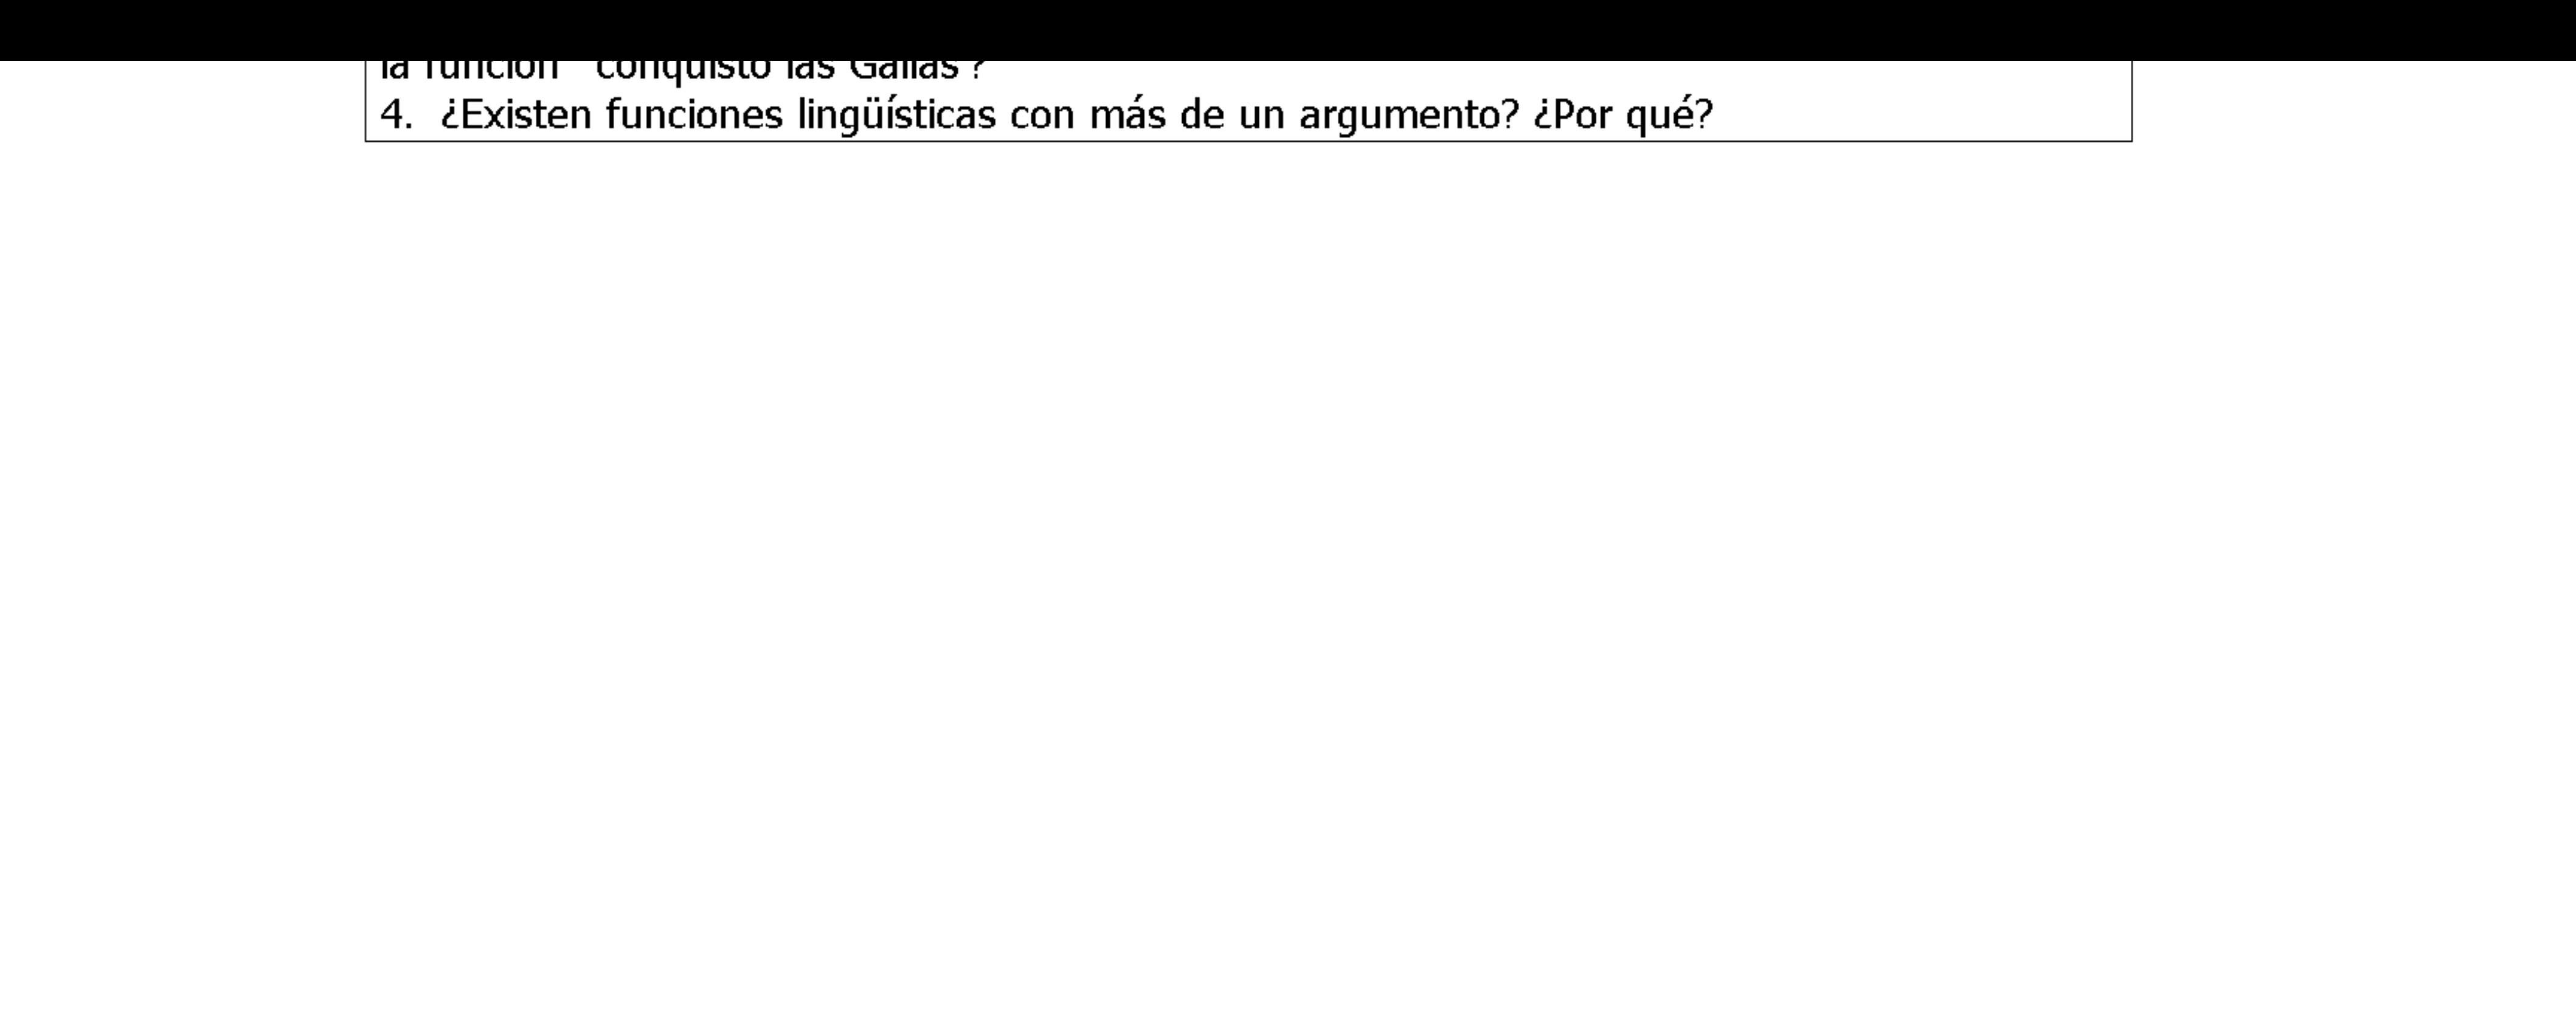 la función "conquistó las Galias"?
4. ¿Existen funciones lingüísticas con más de un argumento? ¿Por qué?